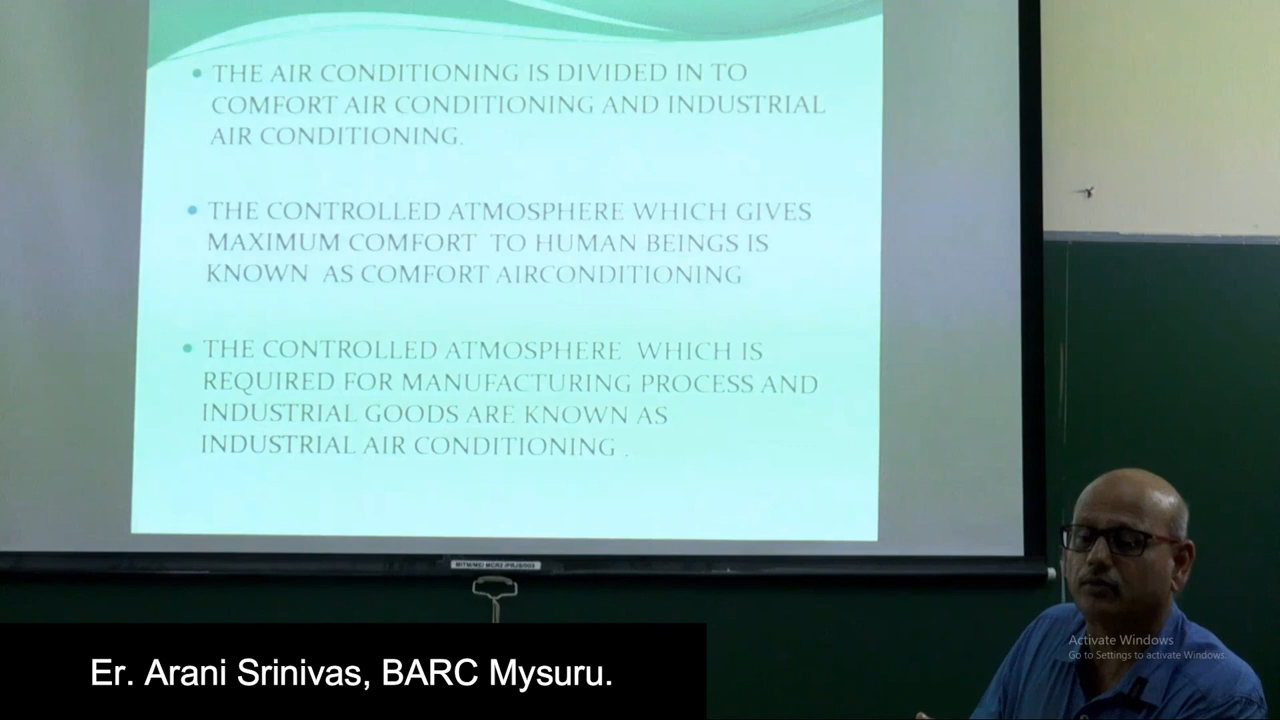 THE AIR CONDITIONING IS DIVIDED IN TO
COMFORT AIR CONDITIONING AND INDUSTRIAL
AIR CONDITIONING.
THE CONTROLLED ATMOSPHERE WHICH GIVES
MAXIMUM COMFORT TO HUMAN BEINGS IS
KNOWN AS COMFORT AIRCONDITIONING
THE CONTROLLED ATMOSPHERE WHICH IS
REQUIRED FOR MANUFACTURING PROCESS AND
INDUSTRIAL GOODS ARE KNOWN AS
INDUSTRIAL AIR CONDITIONING .
Er. Arani Srinivas, BARC Mysuru.
Activate Windows
Go to Settings to activate Windows.